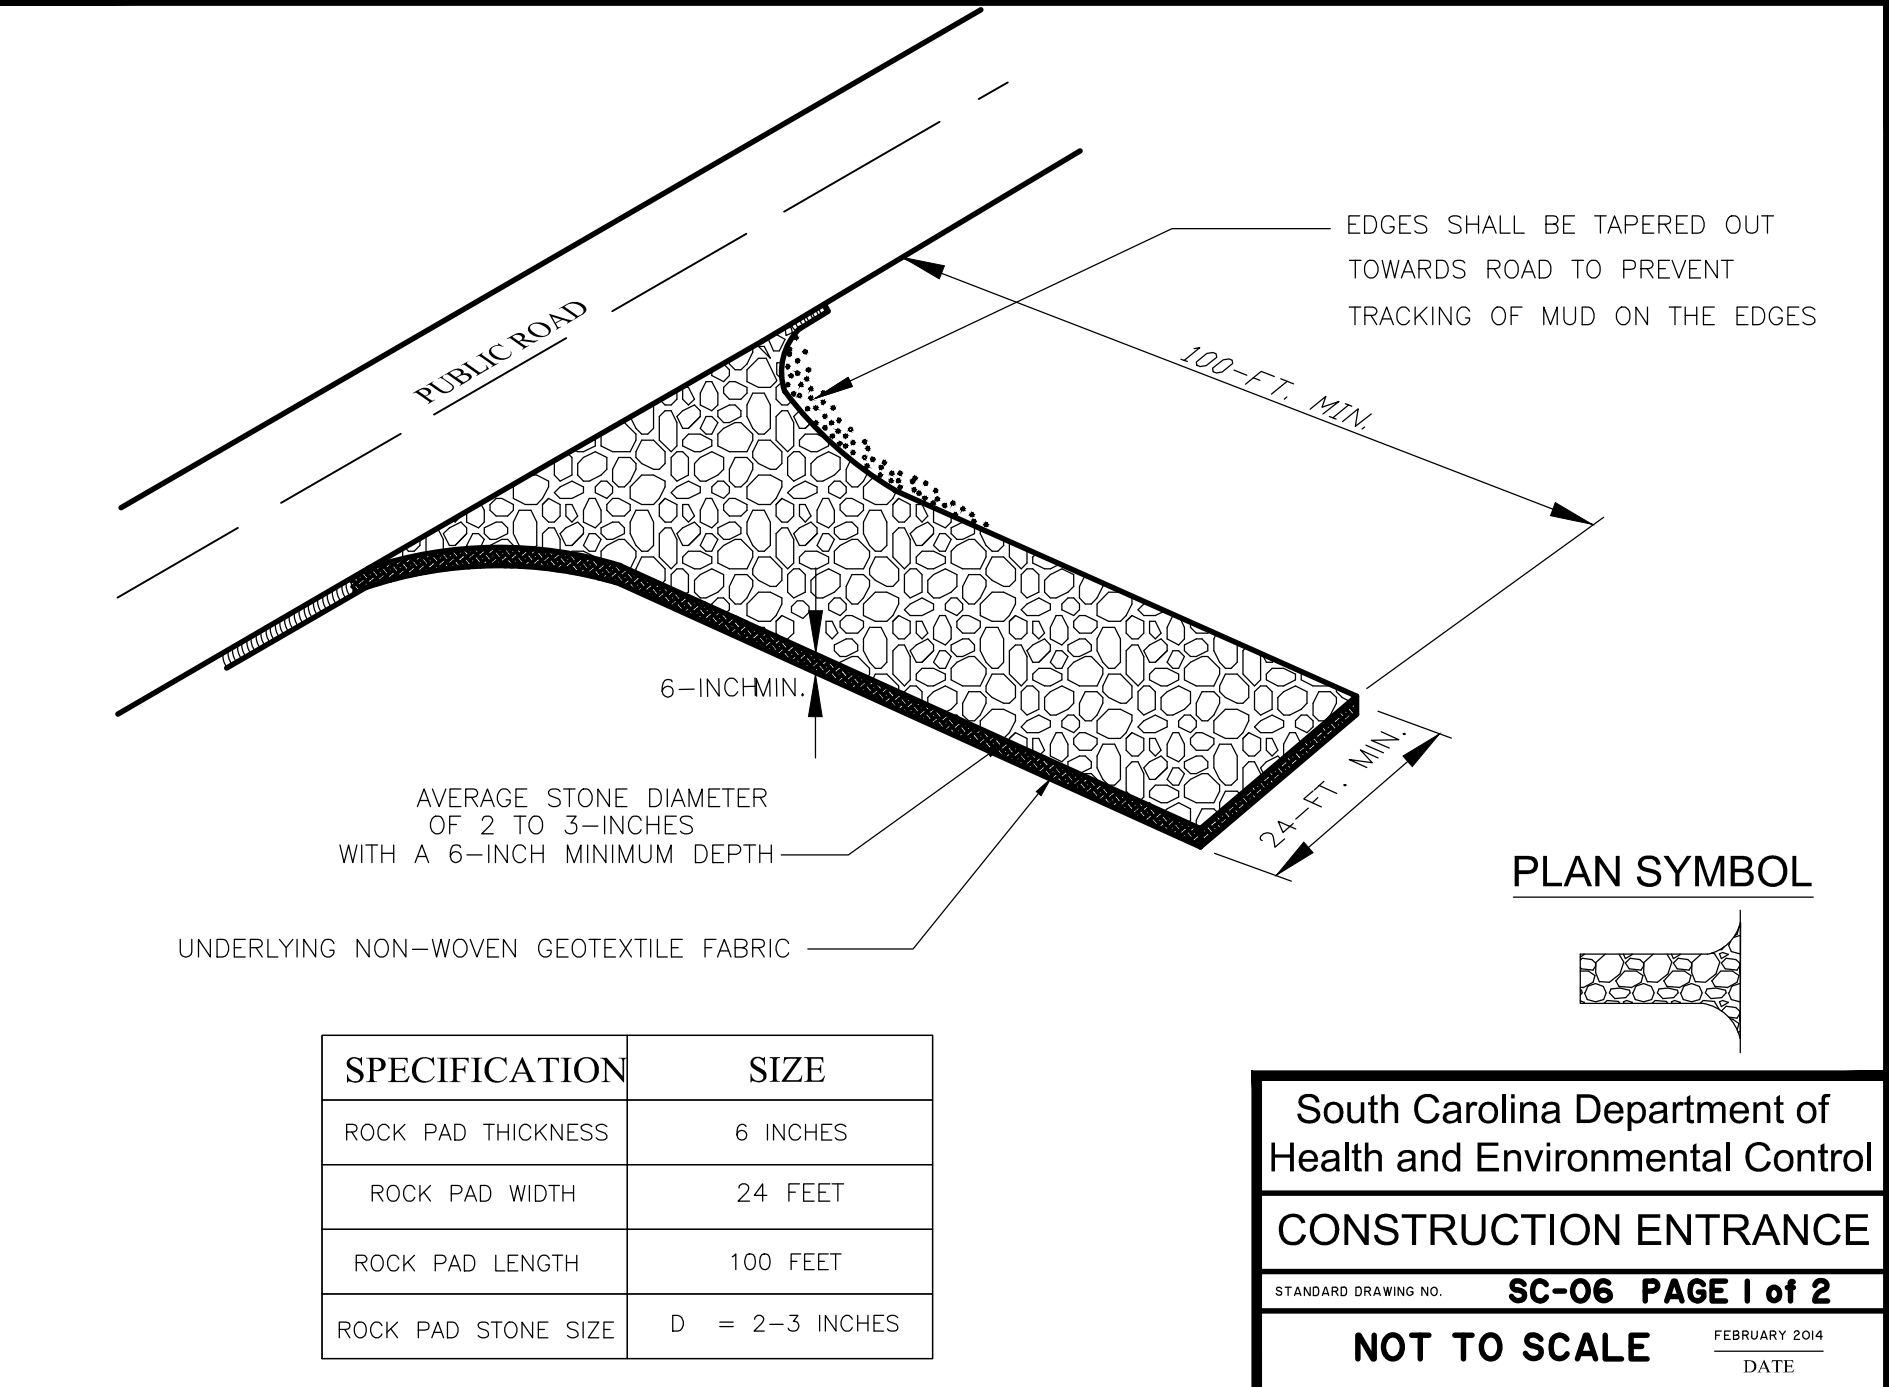 EDGES SHALL BE TAPERED OUT
TOWARDS ROAD TO PREVENT
TRACKING OF MUD ON THE EDGES
PUBLIC ROAD
100-FT. MIN.
6-INCH MIN.
24-FT. MIN.
AVERAGE STONE DIAMETER
OF 2 TO 3-INCHES
WITH A 6-INCH MINIMUM DEPTH
UNDERLYING NON-WOVEN GEOTEXTILE FABRIC
PLAN SYMBOL
SPECIFICATION SIZE
ROCK PAD THICKNESS 6 INCHES
ROCK PAD WIDTH 24 FEET
ROCK PAD LENGTH 100 FEET
ROCK PAD STONE SIZE D = 2-3 INCHES
South Carolina Department of
Health and Environmental Control
CONSTRUCTION ENTRANCE
STANDARD DRAWING NO. SC-06 PAGE 1 of 2
NOT TO SCALE FEBRUARY 2014
DATE